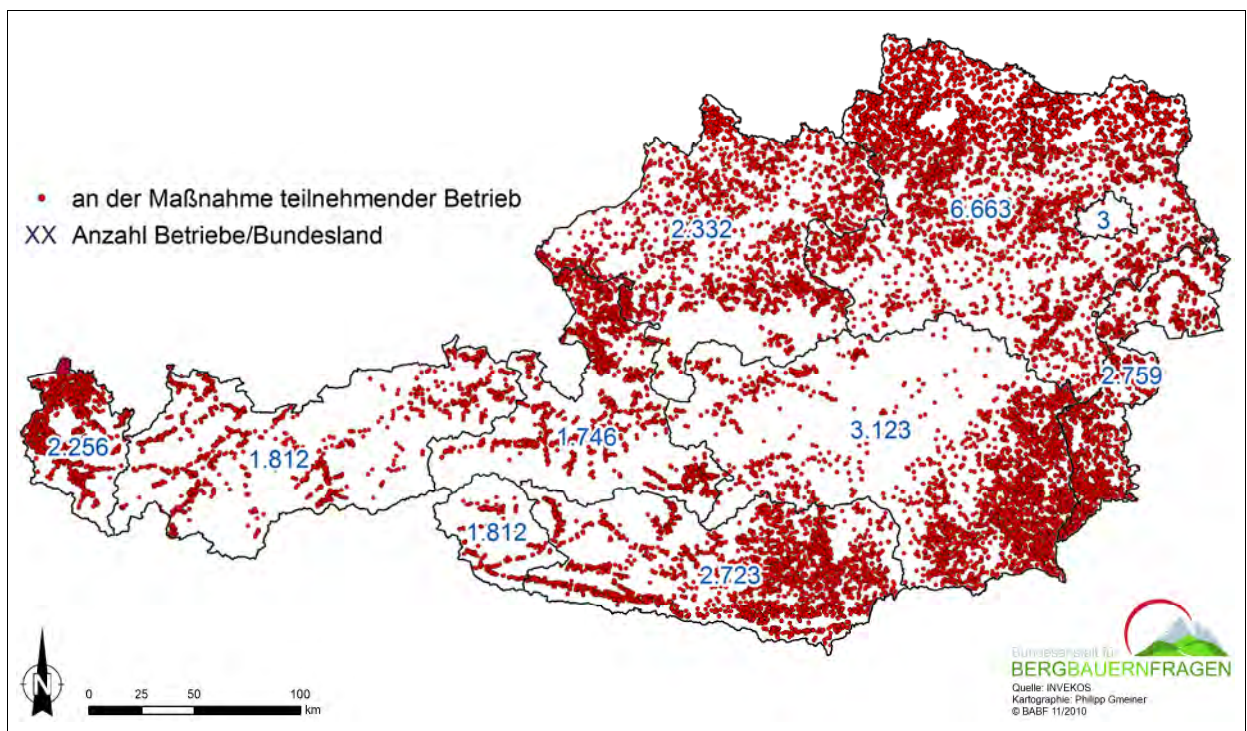 an der Maßnahme teilnehmender Betrieb
XX Anzahl Betriebe/Bundesland
6.663
2.332
3
2.759
2.256
1.812
1.746
3.123
1.812
2.723
N
0 25 50 100
km
Bundesanstalt für
BERGBAUERNFRAGEN
Quelle: INVEKOS
Kartographie: Philipp Gmeiner
© BABF 11/2010